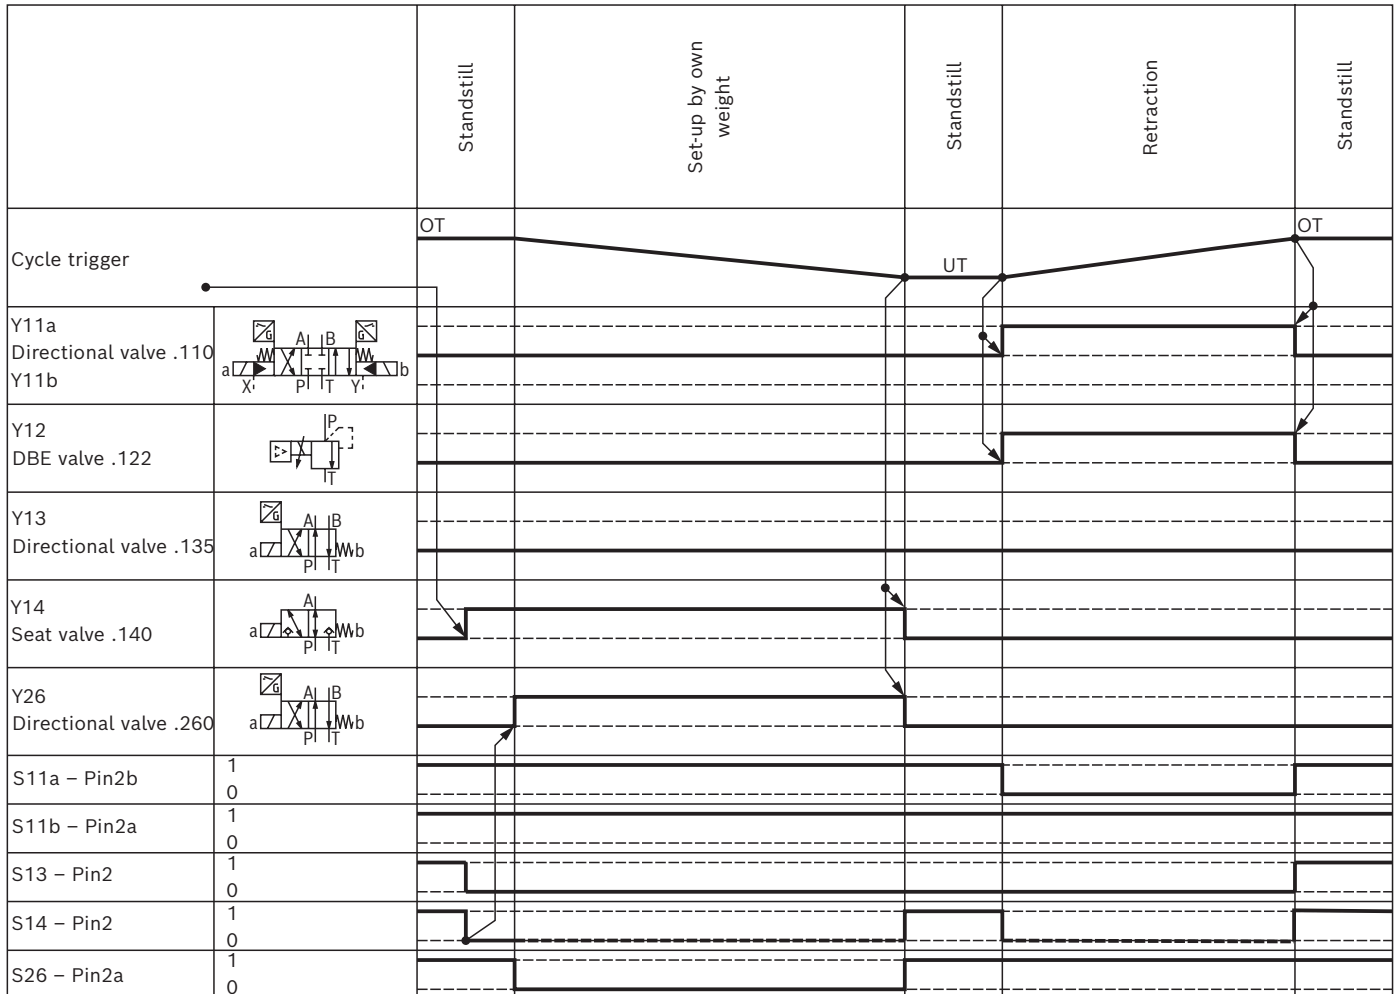 Standstill
Set-up by own
weight
Standstill
Retraction
Standstill
Cycle trigger
OT
UT
OT
Y11a
Directional valve .110
Y11b
G
G
A
B
a
b
X
P
T
Y
Y12
DBE valve .122
P
T
Y13
Directional valve .135
G
A
B
a
b
P
T
Y14
Seat valve .140
A
a
b
P
T
Y26
Directional valve .260
G
A
B
a
b
P
T
S11a – Pin2b
1
0
S11b – Pin2a
1
0
S13 – Pin2
1
0
S14 – Pin2
1
0
S26 – Pin2a
1
0